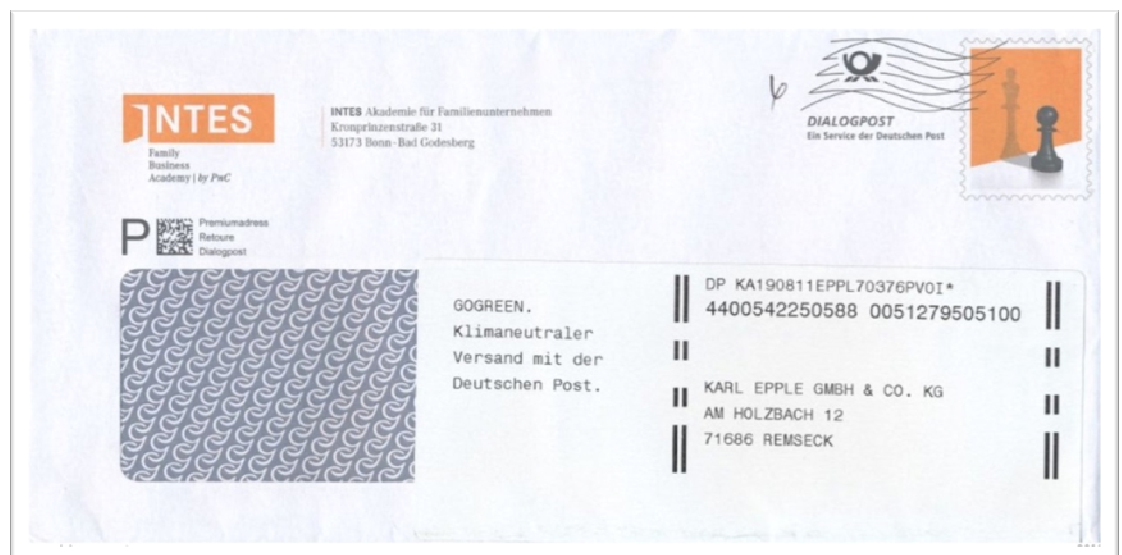 INTES
Family
Business
Academy | by PwC
INTES Akademie für Familienunternehmen
Kronprinzenstraße 31
53173 Bonn-Bad Godesberg
DIALOGPOST
Ein Service der Deutschen Post
P
Premiumadress
Retoure
Dialogpost
GOGREEN.
Klimaneutraler
Versand mit der
Deutschen Post.
DP KA190811EPPL70376PV0I*
4400542250588 0051279505100
KARL EPPLE GMBH & CO. KG
AM HOLZBACH 12
71686 REMSECK